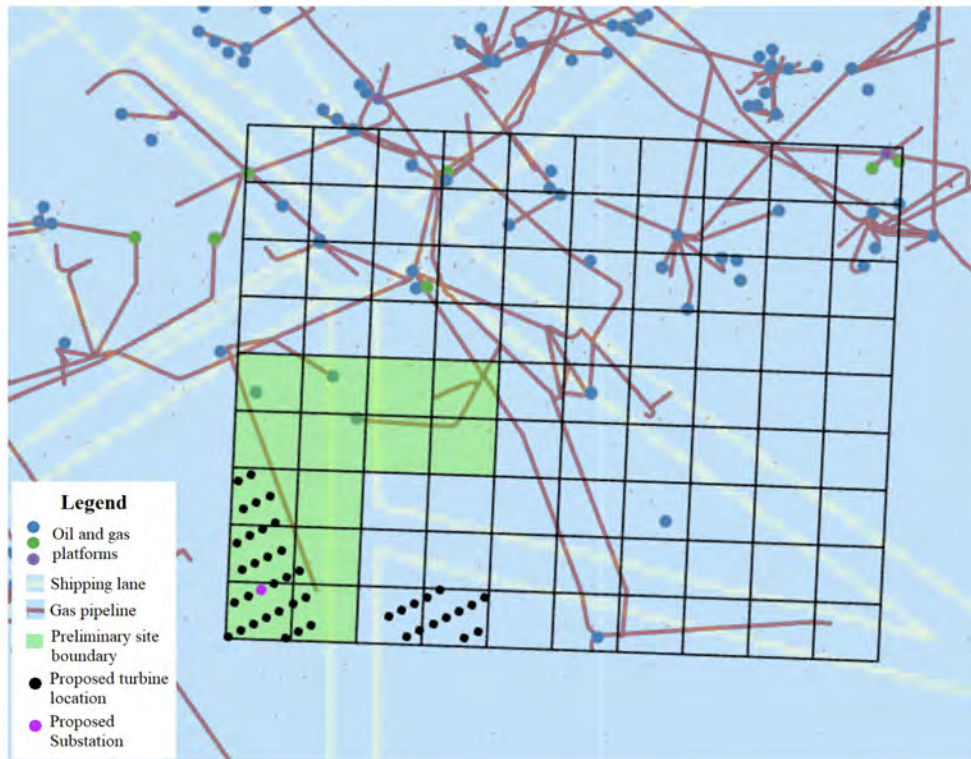 Legend
Oil and gas
platforms
Shipping lane
Gas pipeline
Preliminary site
boundary
Proposed turbine
location
Proposed
Substation